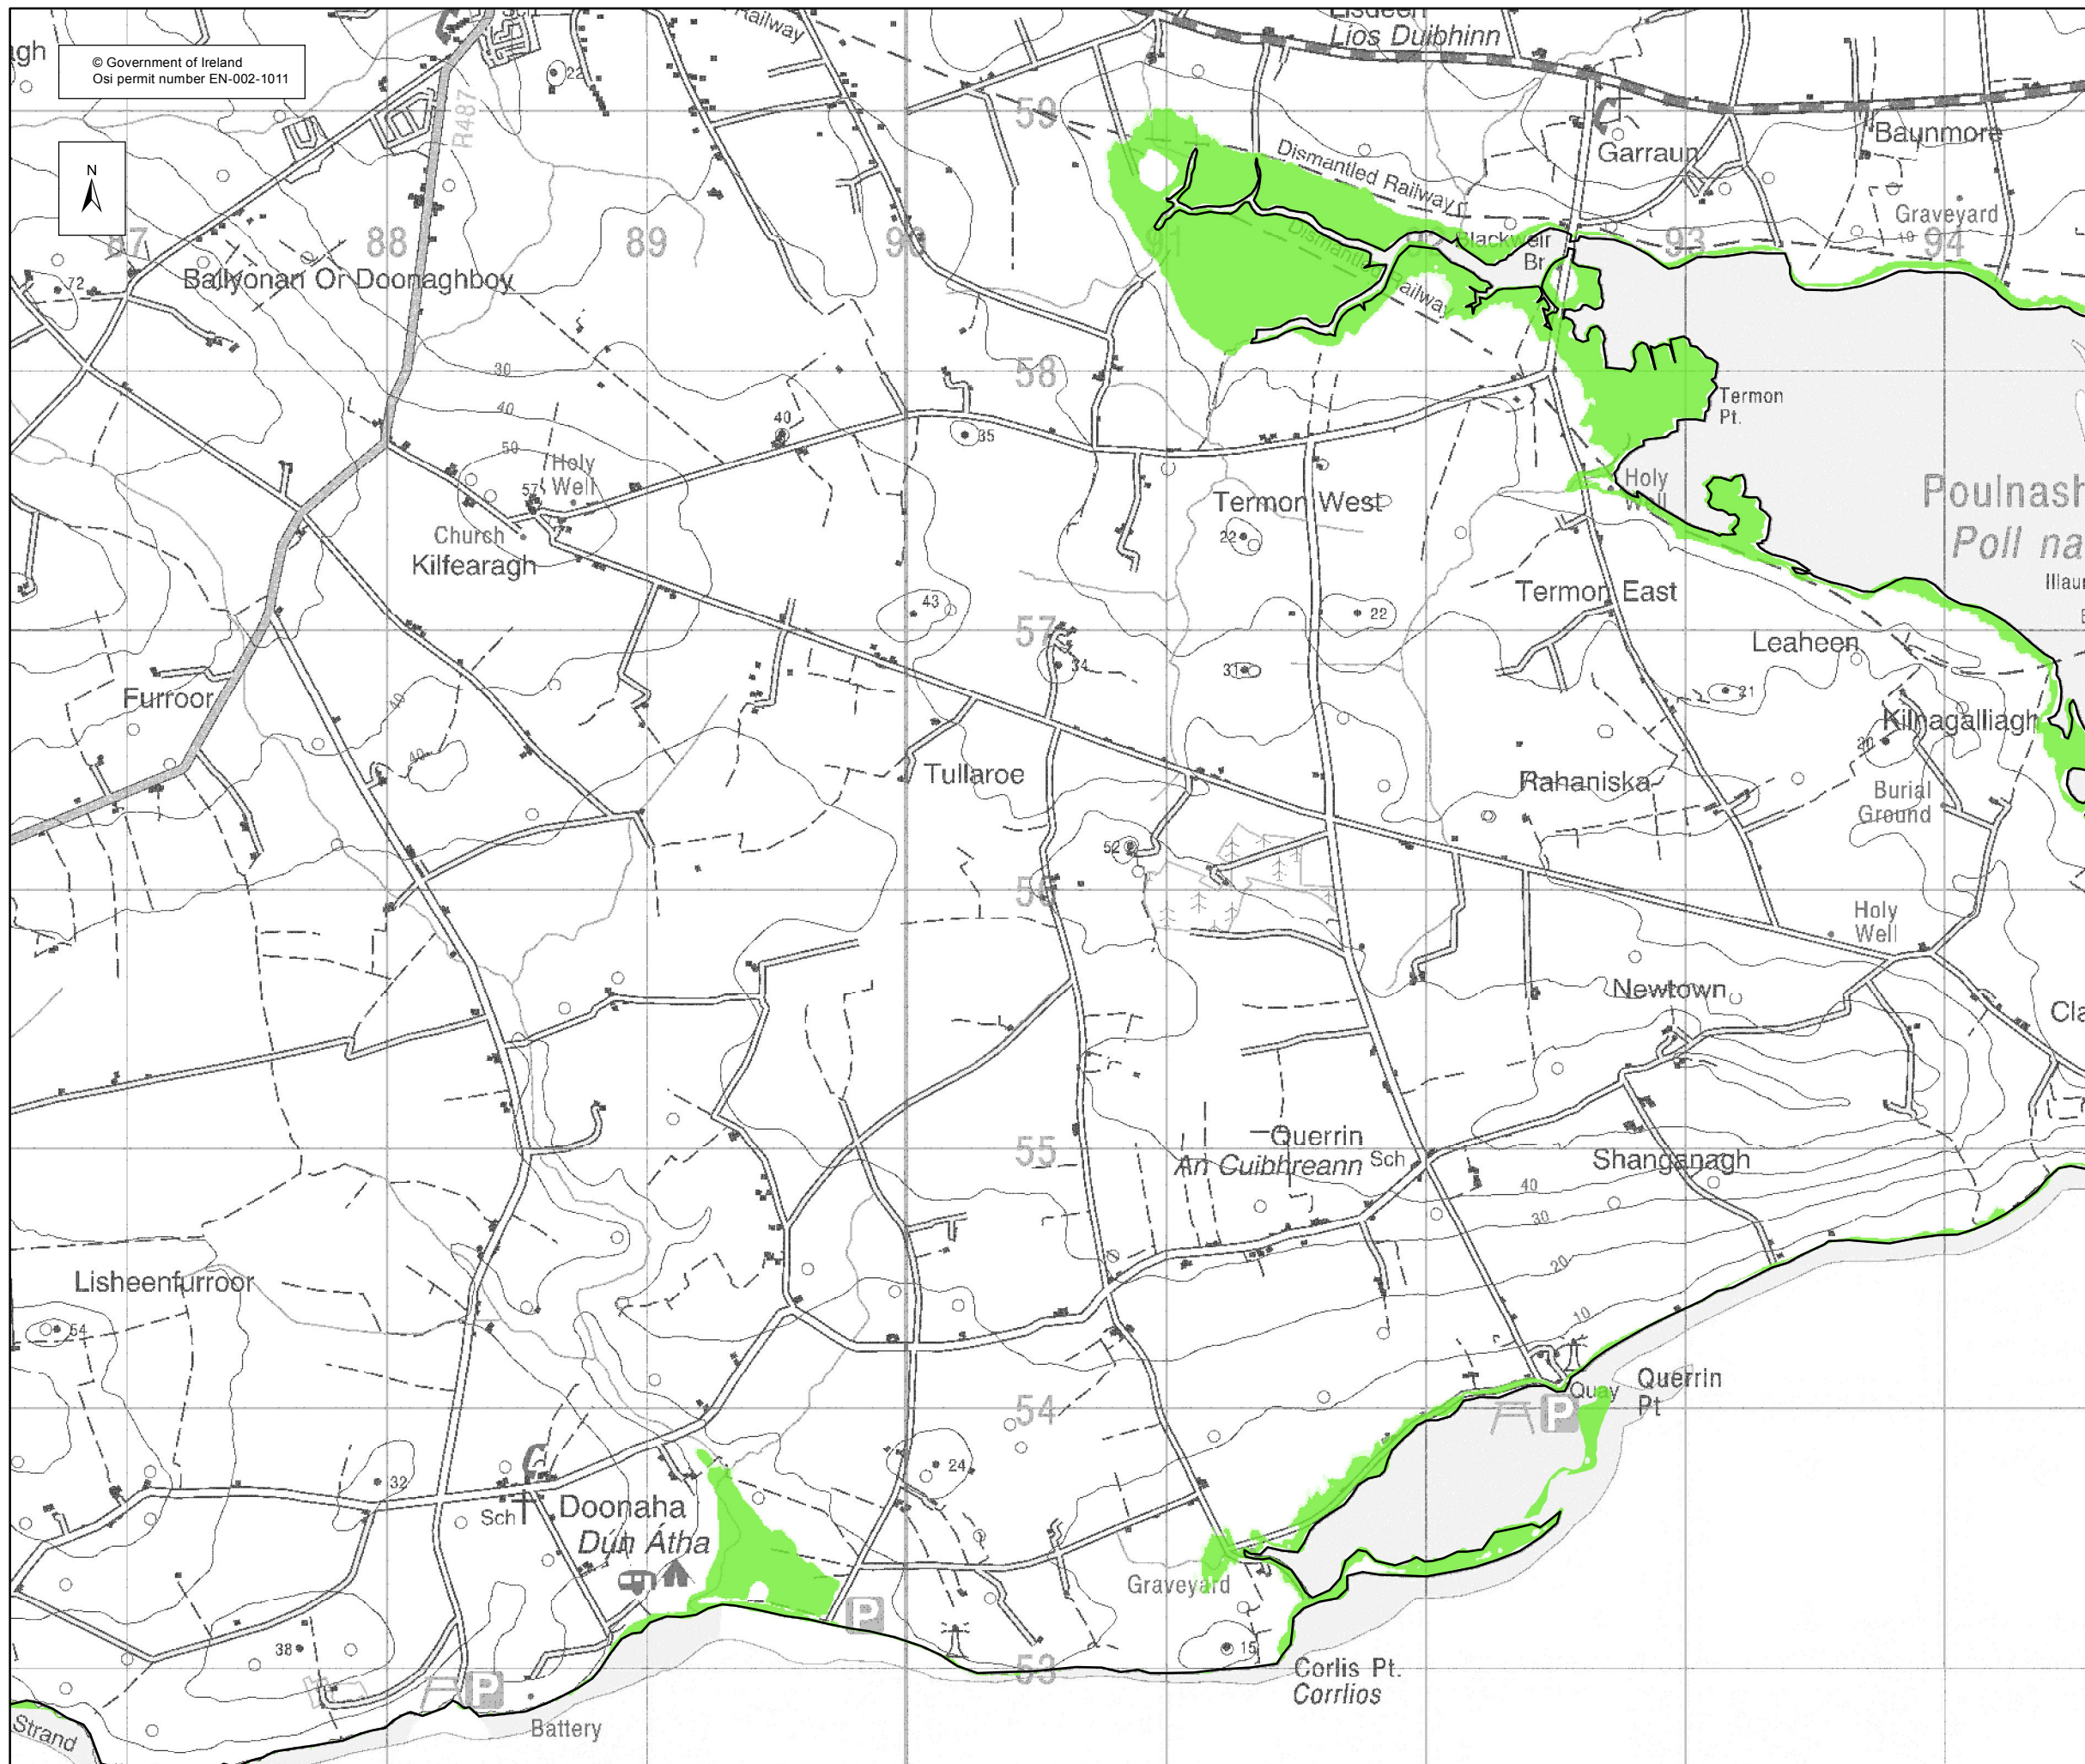 Railway
© Government of Ireland
Osi permit number EN-002-1011
N
22
R487
Lios Duibhinn
59
Garraun
Baunmore
Graveyard
10
Dismantled Railway
Dismantled Railway
87
88
89
90
91
92
93
94
Blackweir
Br
72
Ballyonan Or Doonaghboy
30
58
40
40
35
Termon
Pt.
50
Holy
Well
57
Church
Kilfearagh
Termon West
22
Holy
Well
Poll na
43
22
Termon East
57
Leaheen
34
31
21
Furroor
40
40
Kilnagalliagh
20
Tullaroe
Rahaniska
Burial
Ground
52
56
Holy
Well
Newtown
55
Querrin
An Cuibhreann
Sch
Shanganagh
40
30
20
10
Lisheenfurroor
54
Quay
Querrin
Pt
P
54
24
32
Sch
Doonaha
Dún Átha
Graveyard
P
38
15
53
Corlis Pt.
Corrlios
P
Battery
Strand